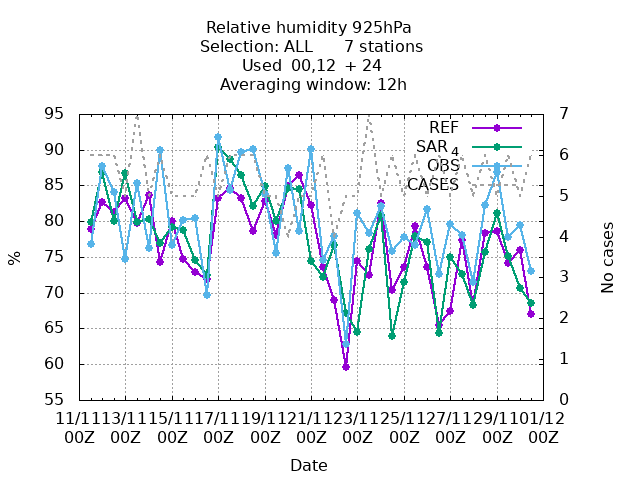 Relative humidity 925hPa
Selection: ALL 7 stations
Used 00,12 + 24
Averaging window: 12h
REF
SAR 4
OBS
CASES
95
90
85
80
75
70
65
60
55
%
7
6
5
4
3
2
1
0
No cases
11/11 13/11 15/11 17/11 19/11 21/11 23/11 25/11 27/11 29/11 01/12
00Z 00Z 00Z 00Z 00Z 00Z 00Z 00Z 00Z 00Z 00Z
Date